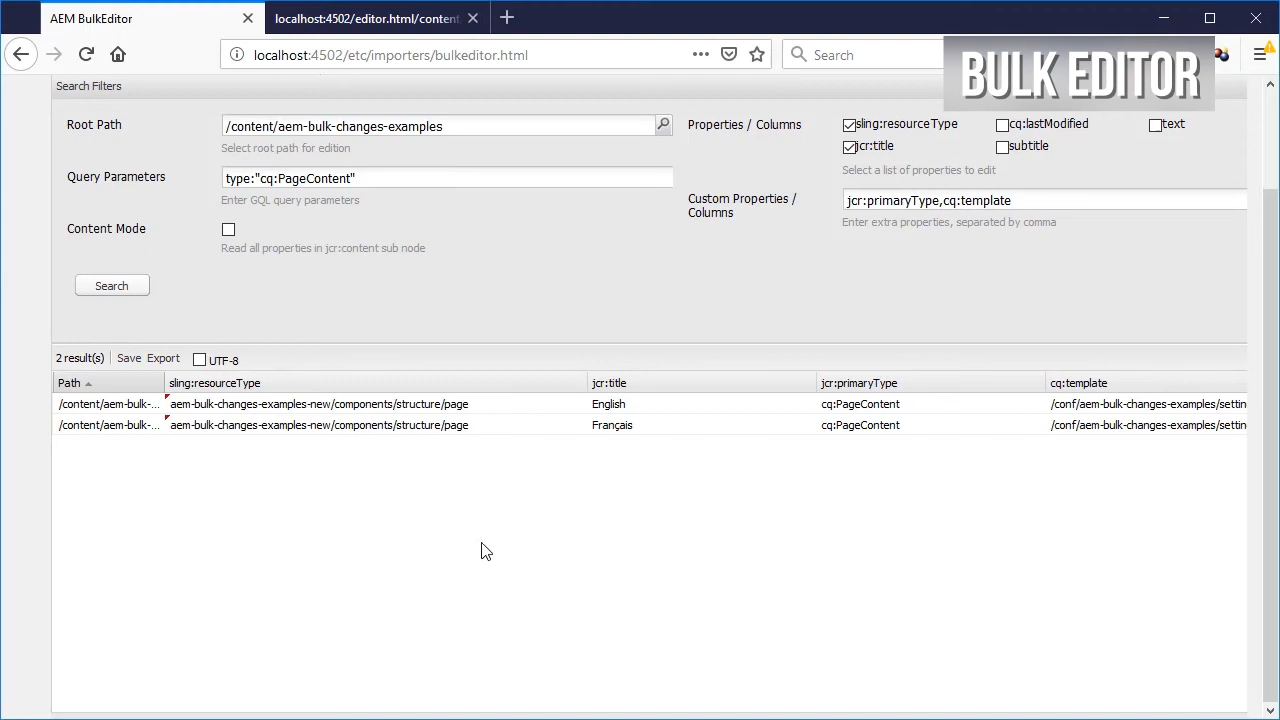 AEM BulkEditor
localhost:4502/editor.html/content
localhost:4502/etc/importers/bulkeditor.html
Search
BULK EDITOR
Search Filters
Root Path
/content/aem-bulk-changes-examples
Select root path for edition
Query Parameters
type:"cq:PageContent"
Enter GQL query parameters
Content Mode
Read all properties in jcr:content sub node
Search
Properties / Columns
sling:resourceType
cq:lastModified
text
jcr:title
subtitle
Select a list of properties to edit
Custom Properties /
Columns
jcr:primaryType,cq:template
Enter extra properties, separated by comma
2 result(s) Save Export UTF-8
Path sling:resourceType jcr:title jcr:primaryType cq:template
/content/aem-bulk-... aem-bulk-changes-examples-new/components/structure/page English cq:PageContent /conf/aem-bulk-changes-examples/settin
/content/aem-bulk-... aem-bulk-changes-examples-new/components/structure/page Français cq:PageContent /conf/aem-bulk-changes-examples/settin